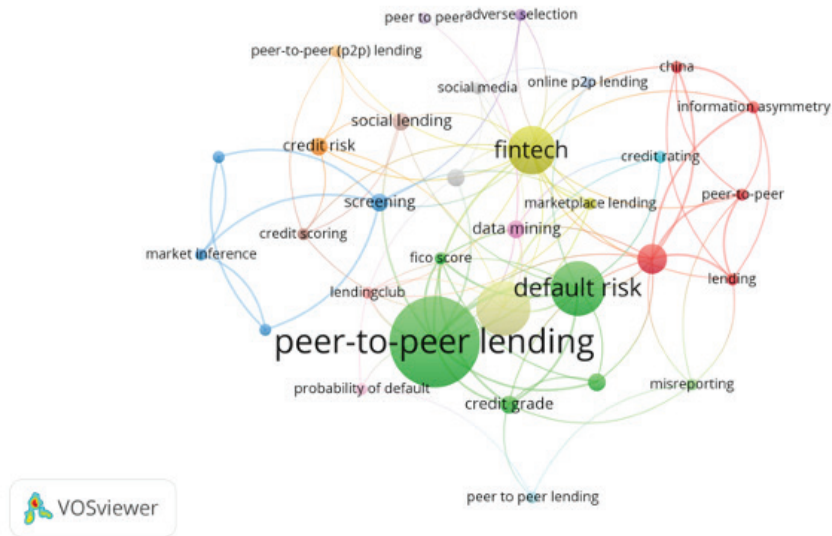 peer to peer
adverse selection
peer-to-peer (p2p) lending
china
social media
online p2p lending
information asymmetry
social lending
credit risk
fintech
credit rating
peer-to-peer
screening
marketplace lending
data mining
credit scoring
market inference
fico score
lending
lendingclub
default risk
peer-to-peer lending
probability of default
misreporting
credit grade
peer to peer lending
VOSviewer